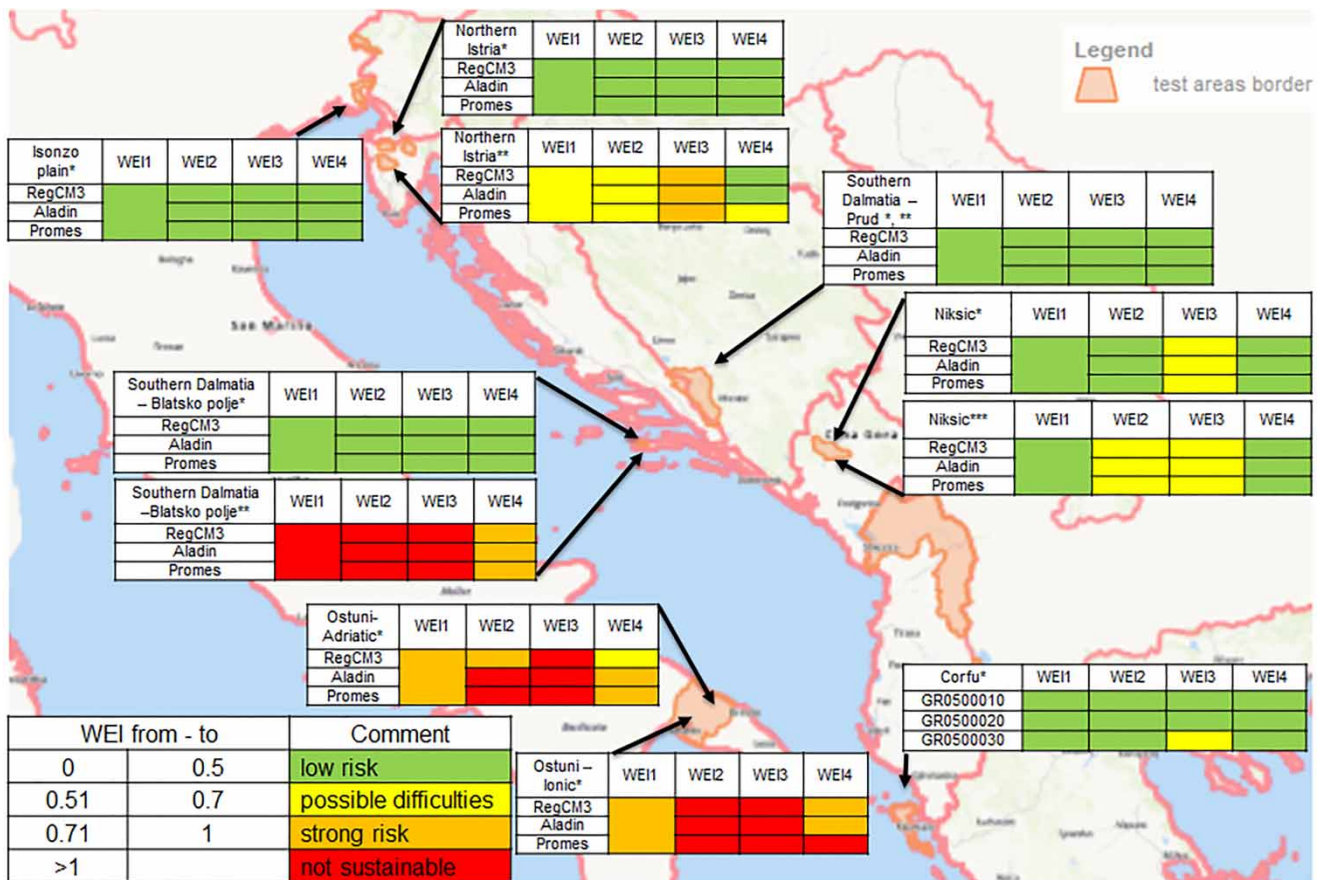 Northern Istria* WEI1 WEI2 WEI3 WEI4
RegCM3
Aladin
Promes
Legend
test areas border
Northern Istria** WEI1 WEI2 WEI3 WEI4
RegCM3
Aladin
Promes
Isonzo plain* WEI1 WEI2 WEI3 WEI4
RegCM3
Aladin
Promes
Southern Dalmatia – Prud *, ** WEI1 WEI2 WEI3 WEI4
RegCM3
Aladin
Promes
Niksic* WEI1 WEI2 WEI3 WEI4
RegCM3
Aladin
Promes
Niksic*** WEI1 WEI2 WEI3 WEI4
RegCM3
Aladin
Promes
San Marino
Crna Gora
Southern Dalmatia – Blatsko polje* WEI1 WEI2 WEI3 WEI4
RegCM3
Aladin
Promes
Southern Dalmatia –Blatsko polje** WEI1 WEI2 WEI3 WEI4
RegCM3
Aladin
Promes
Ostuni-Adriatic* WEI1 WEI2 WEI3 WEI4
RegCM3
Aladin
Promes
Basilicata
Corfu* WEI1 WEI2 WEI3 WEI4
GR0500010
GR0500020
GR0500030
Ostuni – Ionic* WEI1 WEI2 WEI3 WEI4
RegCM3
Aladin
Promes
WEI from - to Comment
0 0.5 low risk
0.51 0.7 possible difficulties
0.71 1 strong risk
>1 not sustainable